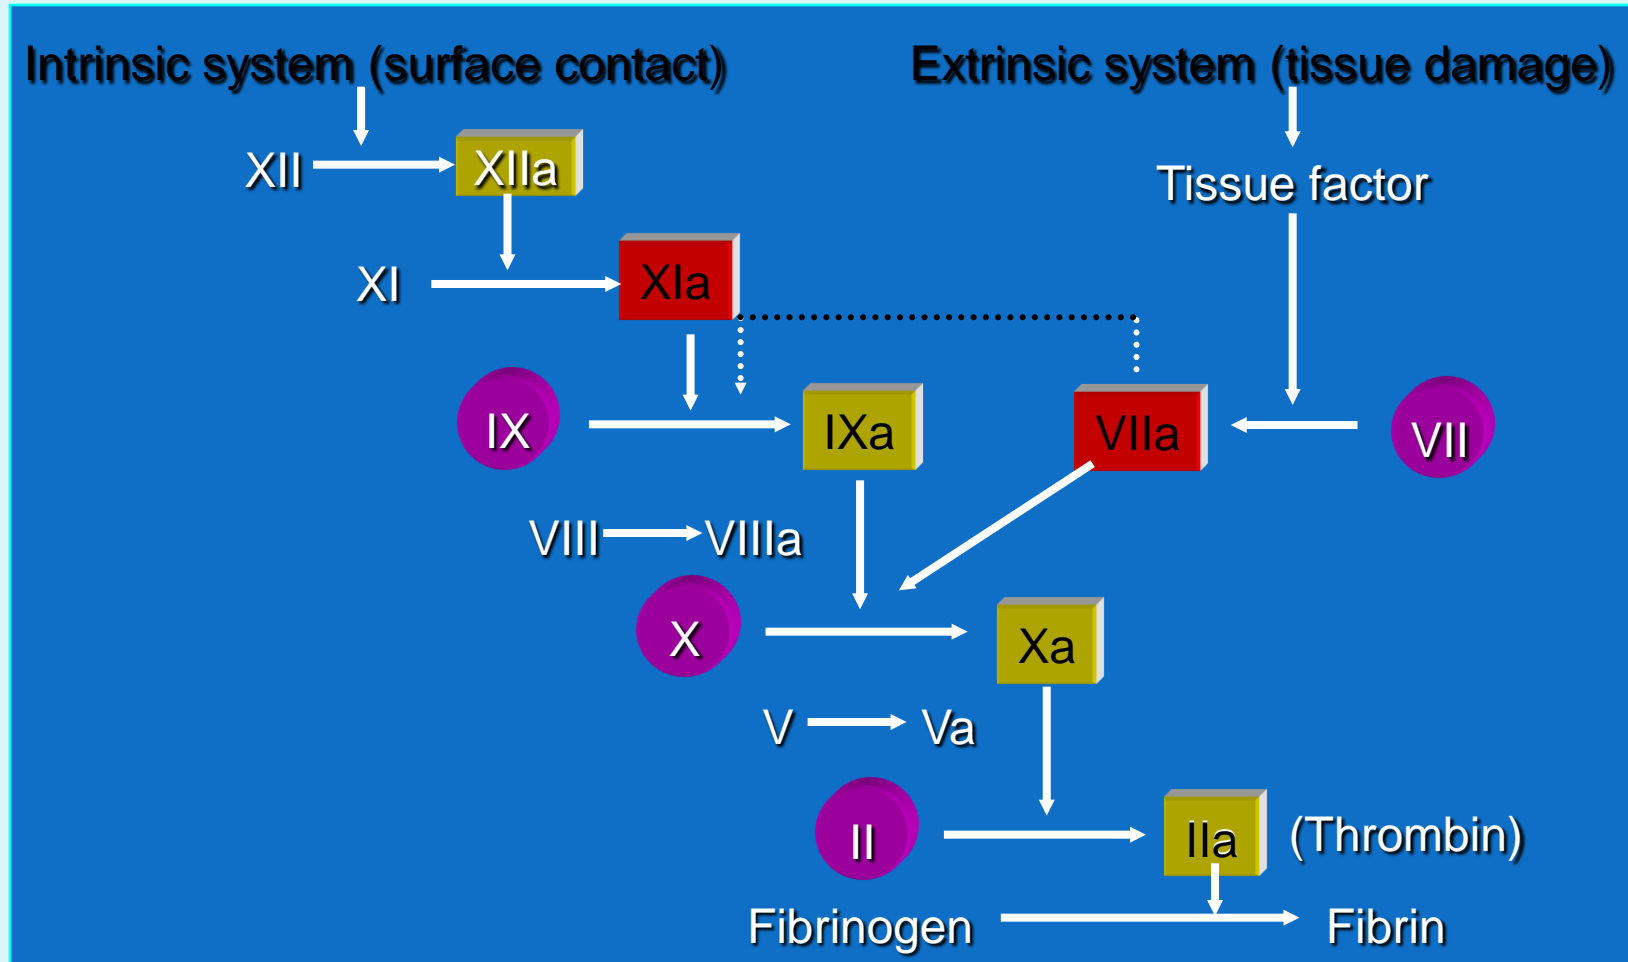 Intrinsic system (surface contact)
Extrinsic system (tissue damage)
XII
XIIa
Tissue factor
XI
XIa
IX
IXa
VIIa
VII
VIII
VIIIa
X
Xa
V
Va
II
IIa
(Thrombin)
Fibrinogen
Fibrin